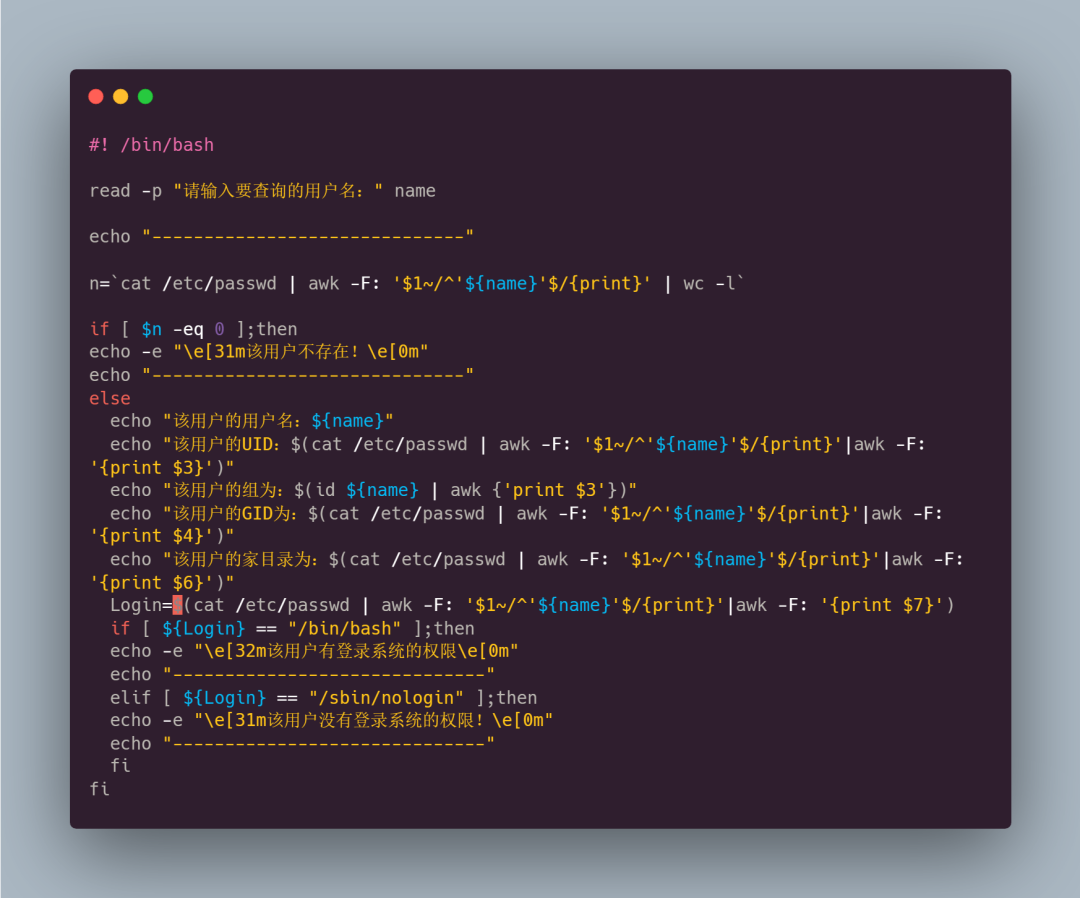 #! /bin/bash
read -p "请输入要查询的用户名：" name
echo "------------------------------"
n=`cat /etc/passwd | awk -F: '$1~/^'${name}'$/{print}' | wc -l`
if [ $n -eq 0 ];then
echo -e "\e[31m该用户不存在！\e[0m"
echo "------------------------------"
else
  echo "该用户的用户名：${name}"
  echo "该用户的UID：$(cat /etc/passwd | awk -F: '$1~/^'${name}'$/{print}'|awk -F:
'{print $3}')"
  echo "该用户的组为：$(id ${name} | awk {'print $3'})"
  echo "该用户的GID为：$(cat /etc/passwd | awk -F: '$1~/^'${name}'$/{print}'|awk -F:
'{print $4}')"
  echo "该用户的家目录为：$(cat /etc/passwd | awk -F: '$1~/^'${name}'$/{print}'|awk -F:
'{print $6}')"
  Login=$(cat /etc/passwd | awk -F: '$1~/^'${name}'$/{print}'|awk -F: '{print $7}')
  if [ ${Login} == "/bin/bash" ];then
  echo -e "\e[32m该用户有登录系统的权限\e[0m"
  echo "------------------------------"
  elif [ ${Login} == "/sbin/nologin" ];then
  echo -e "\e[31m该用户没有登录系统的权限！\e[0m"
  echo "------------------------------"
  fi
fi